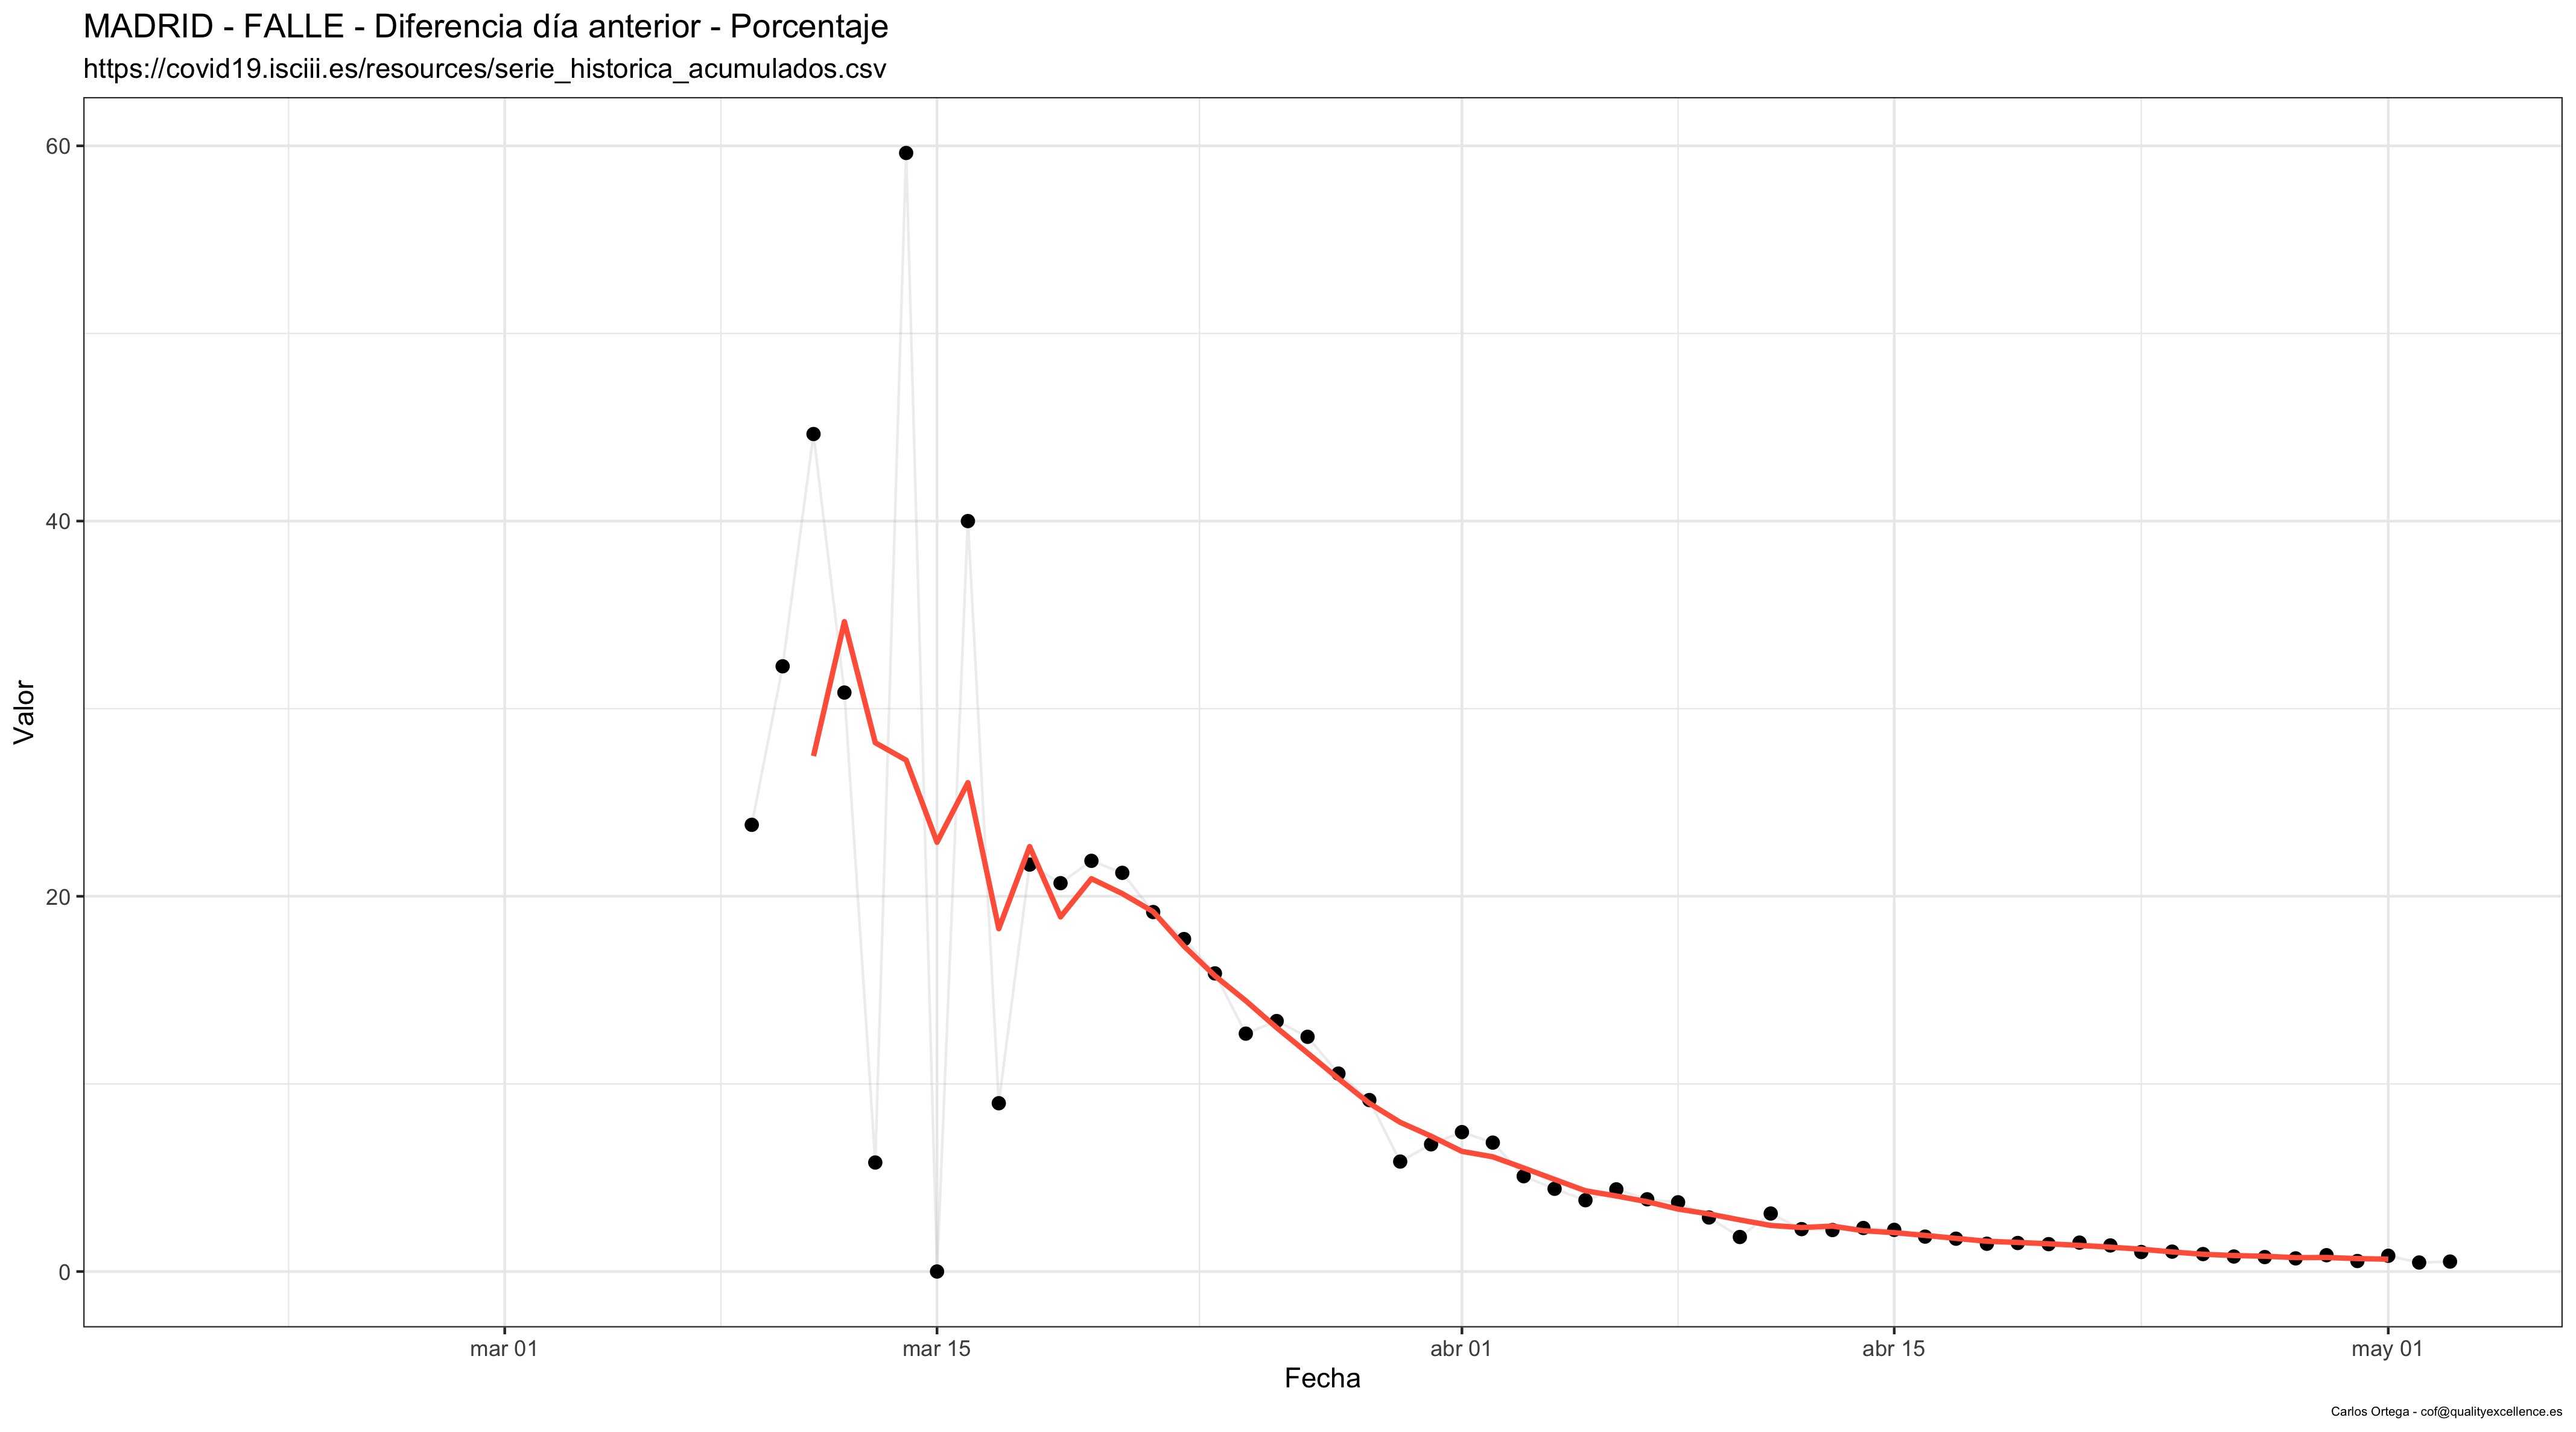 MADRID - FALLE - Diferencia día anterior - Porcentaje
https://covid19.isciii.es/resources/serie_historica_acumulados.csv
60
40
20
0
Valor
mar 01
mar 15
abr 01
abr 15
may 01
Fecha
Carlos Ortega - cof@qualityexcellence.es